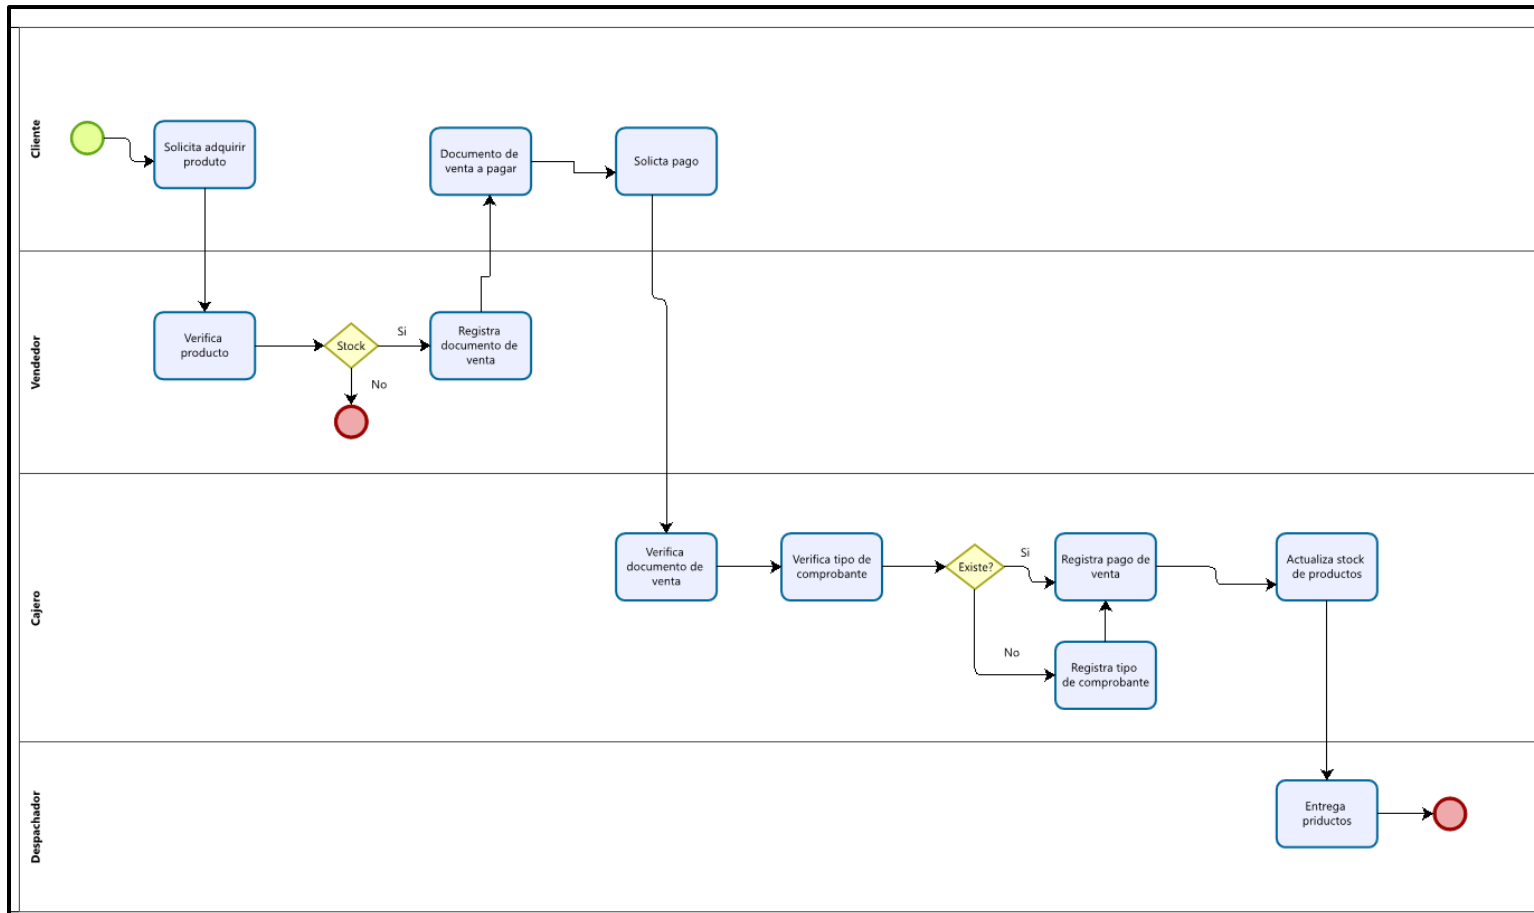 Cliente
Solicita adquirir
produto
Documento de
venta a pagar
Solicta pago
Vendedor
Verifica
producto
Stock
Si
No
Registra
documento de
venta
Cajero
Verifica
documento de
venta
Verifica tipo de
comprobante
Existe?
Si
No
Registra pago de
venta
Registra tipo
de comprobante
Actualiza stock
de productos
Despachador
Entrega
priductos